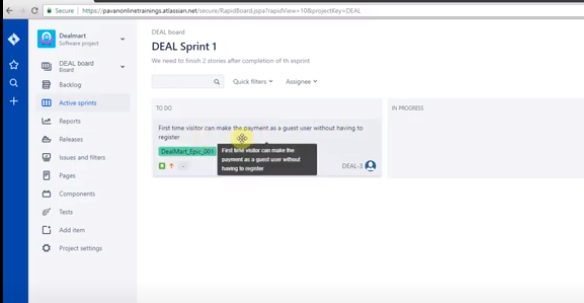 Secure
https://pavanonlinetrainings.atlassian.net/secure/RapidBoard.jspa?rapidView=10&projectKey=DEAL
Dealmart
Software project
DEAL board
Board
Backlog
Active sprints
Reports
Releases
Issues and filters
Pages
Components
Tests
Add item
Project settings
DEAL board
DEAL Sprint 1
We need to finish 2 stories after completion of th esprint
Quick filters
Assignee
TO DO
IN PROGRESS
First time visitor can make the payment as a guest user without having to
register
DealMart_Epic_001
First time visitor can make the
payment as a guest user without
having to register
DEAL-3